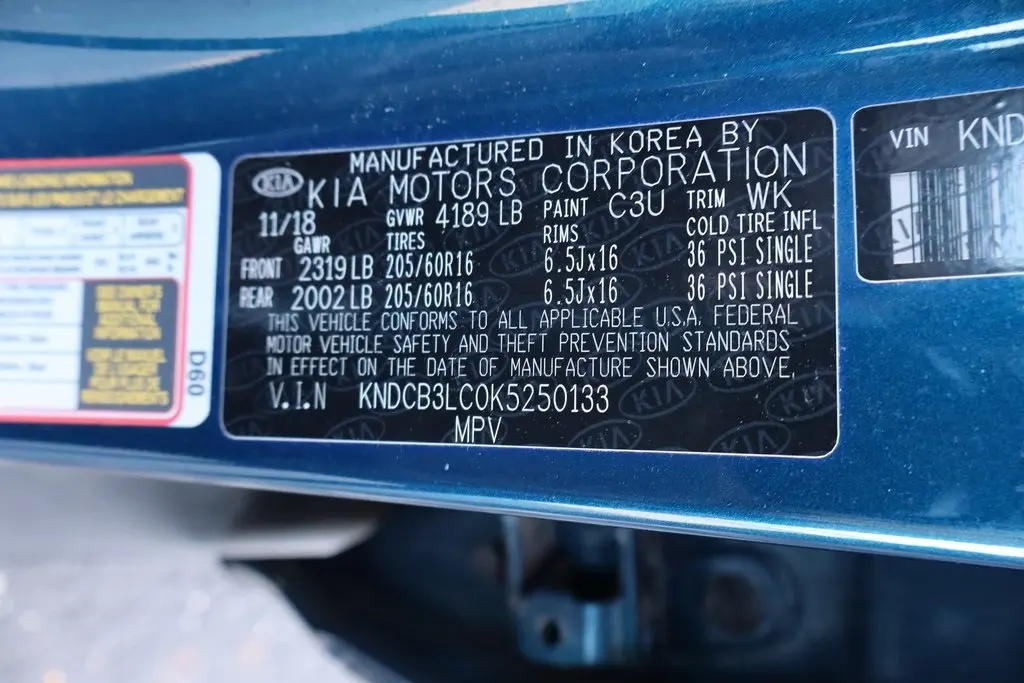 MANUFACTURED IN KOREA BY
KIA KIA MOTORS CORPORATION
11/18 GVWR 4189 LB PAINT C3U TRIM WK
GAWR TIRES RIMS COLD TIRE INFL
FRONT 2319 LB 205/60R16 6.5Jx16 36 PSI SINGLE
REAR 2002 LB 205/60R16 6.5Jx16 36 PSI SINGLE
THIS VEHICLE CONFORMS TO ALL APPLICABLE U.S.A. FEDERAL
MOTOR VEHICLE SAFETY AND THEFT PREVENTION STANDARDS
IN EFFECT ON THE DATE OF MANUFACTURE SHOWN ABOVE.
V.I.N KNDCB3LC0K5250133
MPV
VIN KND
D60